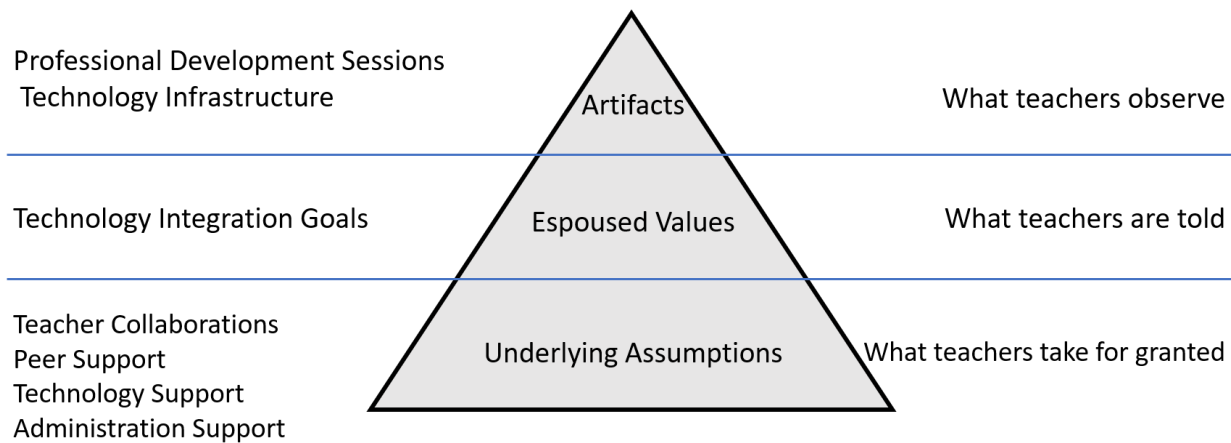 Professional Development Sessions
Technology Infrastructure
Artifacts
What teachers observe
Technology Integration Goals
Espoused Values
What teachers are told
Teacher Collaborations
Peer Support
Technology Support
Administration Support
Underlying Assumptions
What teachers take for granted